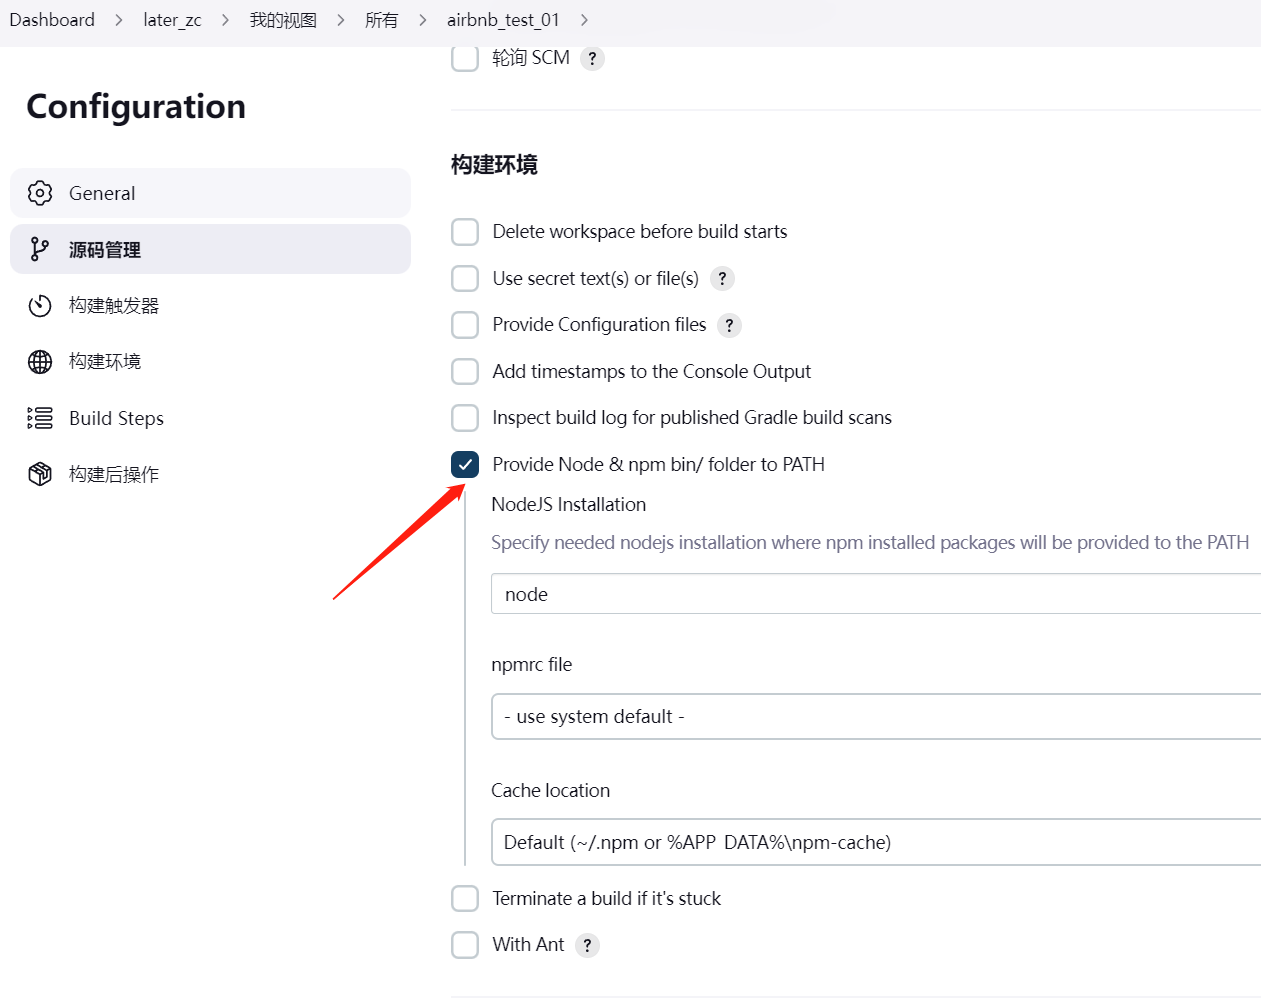 Dashboard > later_zc > 我的视图 > 所有 > airbnb_test_01 >
Configuration
General
源码管理
构建触发器
构建环境
Build Steps
构建后操作
轮询 SCM ?
构建环境
Delete workspace before build starts
Use secret text(s) or file(s) ?
Provide Configuration files ?
Add timestamps to the Console Output
Inspect build log for published Gradle build scans
Provide Node & npm bin/ folder to PATH
NodeJS Installation
Specify needed nodejs installation where npm installed packages will be provided to the PATH
node
npmrc file
- use system default -
Cache location
Default (~/.npm or %APP_DATA%\npm-cache)
Terminate a build if it's stuck
With Ant ?